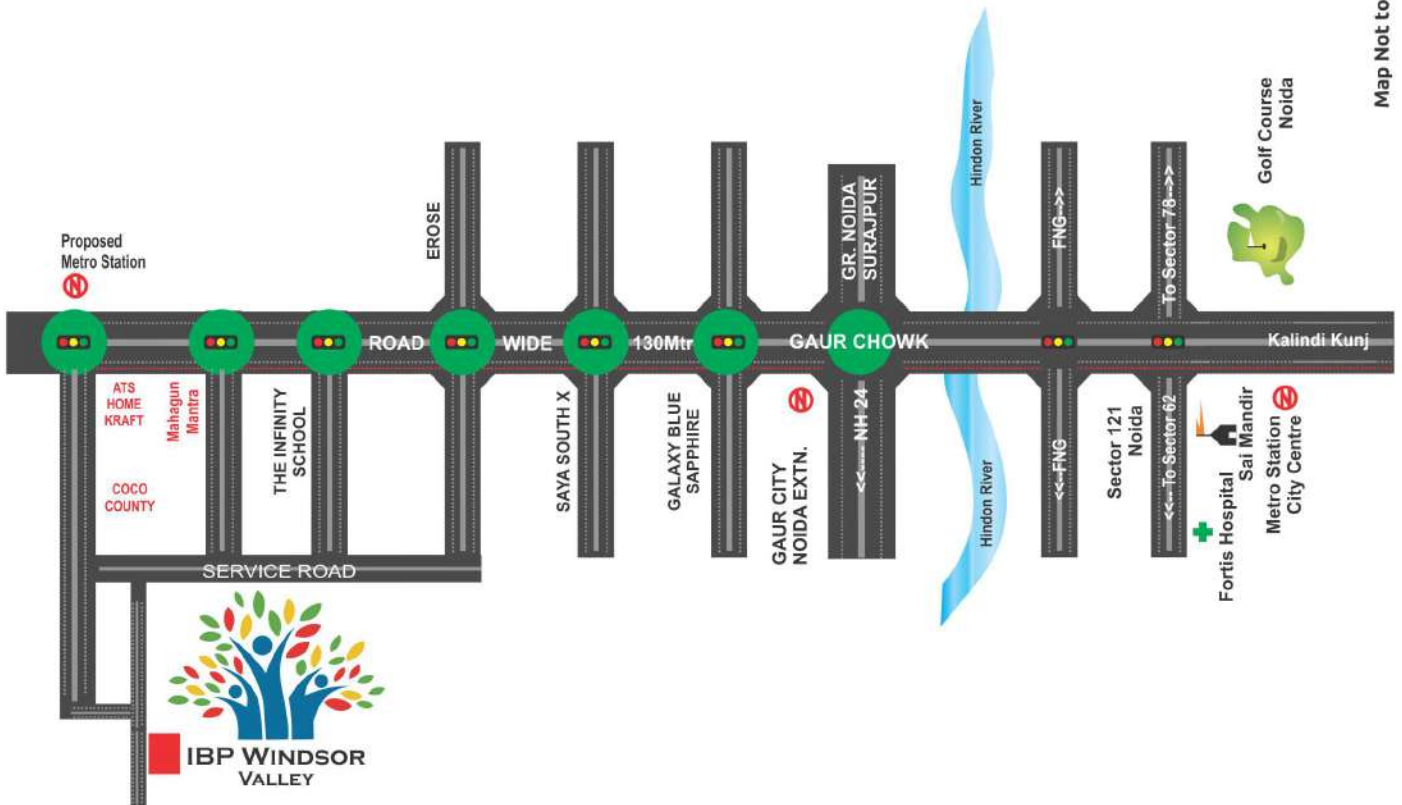 Map Not to
Golf Course
Noida
Hindon River
Proposed
Metro Station
EROSE
GR. NOIDA
SURAJPUR
FNG-->>
To Sector 78-->>
ROAD
WIDE
130Mtr
GAUR CHOWK
Kalindi Kunj
ATS
HOME
KRAFT
Mahagun
Mantra
THE INFINITY
SCHOOL
COCO
COUNTY
SAYA SOUTH X
GALAXY BLUE
SAPPHIRE
GAUR CITY
NOIDA EXTN.
<<---- NH 24
Hindon River
<<--FNG
Sector 121
Noida
<<-- To Sector 62
Fortis Hospital
Sai Mandir
Metro Station
City Centre
SERVICE ROAD
IBP WINDSOR
VALLEY